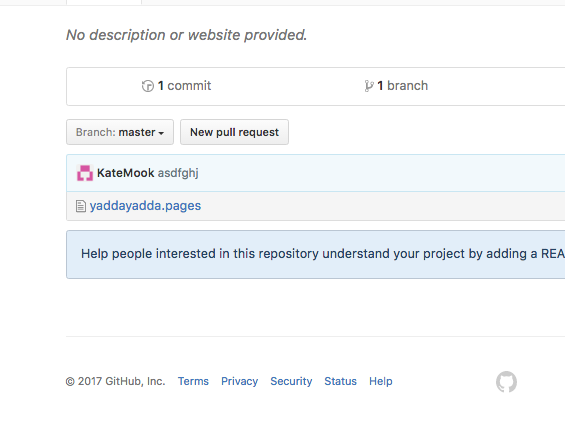 No description or website provided.
1 commit 1 branch
Branch: master New pull request
KateMook asdfghj
yaddayadda.pages
Help people interested in this repository understand your project by adding a REA
© 2017 GitHub, Inc. Terms Privacy Security Status Help